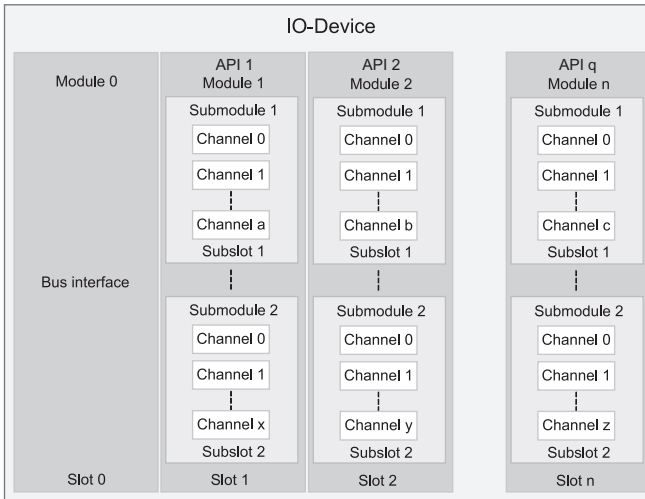 IO-Device
Module 0
Bus interface
Slot 0
API 1
Module 1
Submodule 1
Channel 0
Channel 1
Channel a
Subslot 1
Submodule 2
Channel 0
Channel 1
Channel x
Subslot 2
Slot 1
API 2
Module 2
Submodule 1
Channel 0
Channel 1
Channel b
Subslot 1
Submodule 2
Channel 0
Channel 1
Channel y
Subslot 2
Slot 2
API q
Module n
Submodule 1
Channel 0
Channel 1
Channel c
Subslot 1
Submodule 2
Channel 0
Channel 1
Channel z
Subslot 2
Slot n